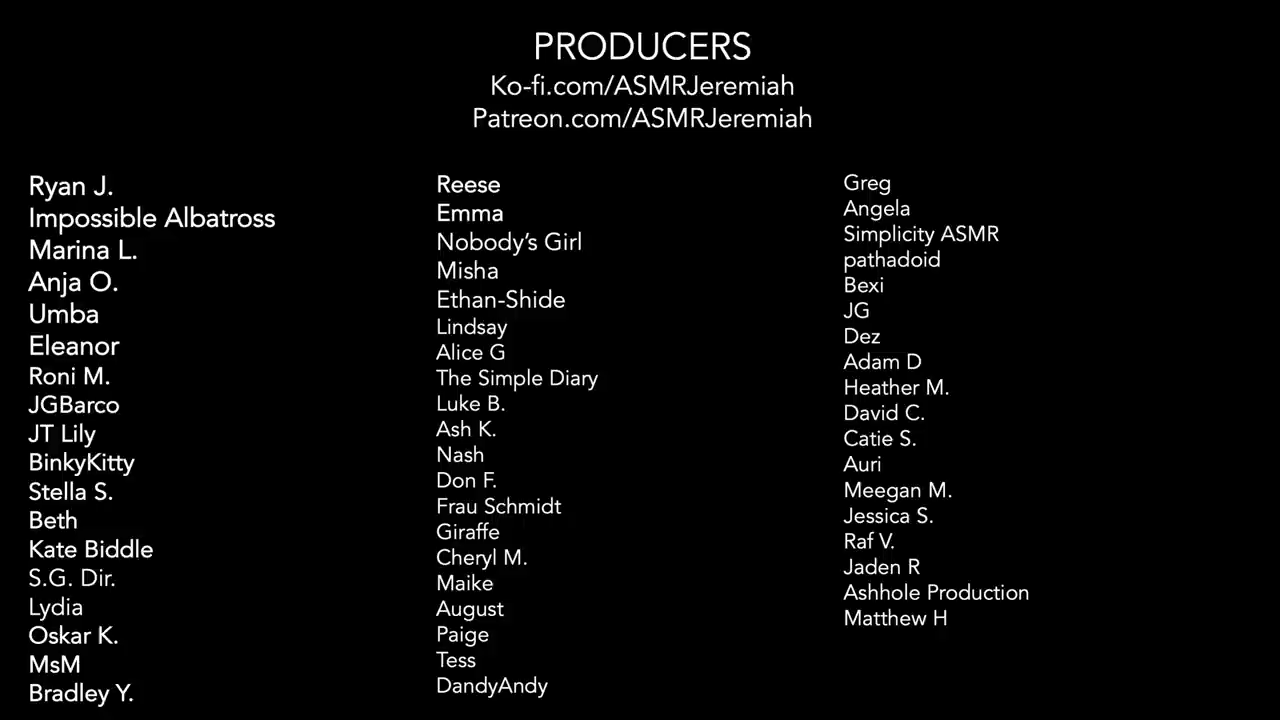 PRODUCERS
Ko-fi.com/ASMRJeremiah
Patreon.com/ASMRJeremiah
Ryan J.
Impossible Albatross
Marina L.
Anja O.
Umba
Eleanor
Roni M.
JGBarco
JT Lily
BinkyKitty
Stella S.
Beth
Kate Biddle
S.G. Dir.
Lydia
Oskar K.
MsM
Bradley Y.
Reese
Emma
Nobody's Girl
Misha
Ethan-Shide
Lindsay
Alice G
The Simple Diary
Luke B.
Ash K.
Nash
Don F.
Frau Schmidt
Giraffe
Cheryl M.
Maike
August
Paige
Tess
DandyAndy
Greg
Angela
Simplicity ASMR
pathadoid
Bexi
JG
Dez
Adam D
Heather M.
David C.
Catie S.
Auri
Meegan M.
Jessica S.
Raf V.
Jaden R
Ashhole Production
Matthew H